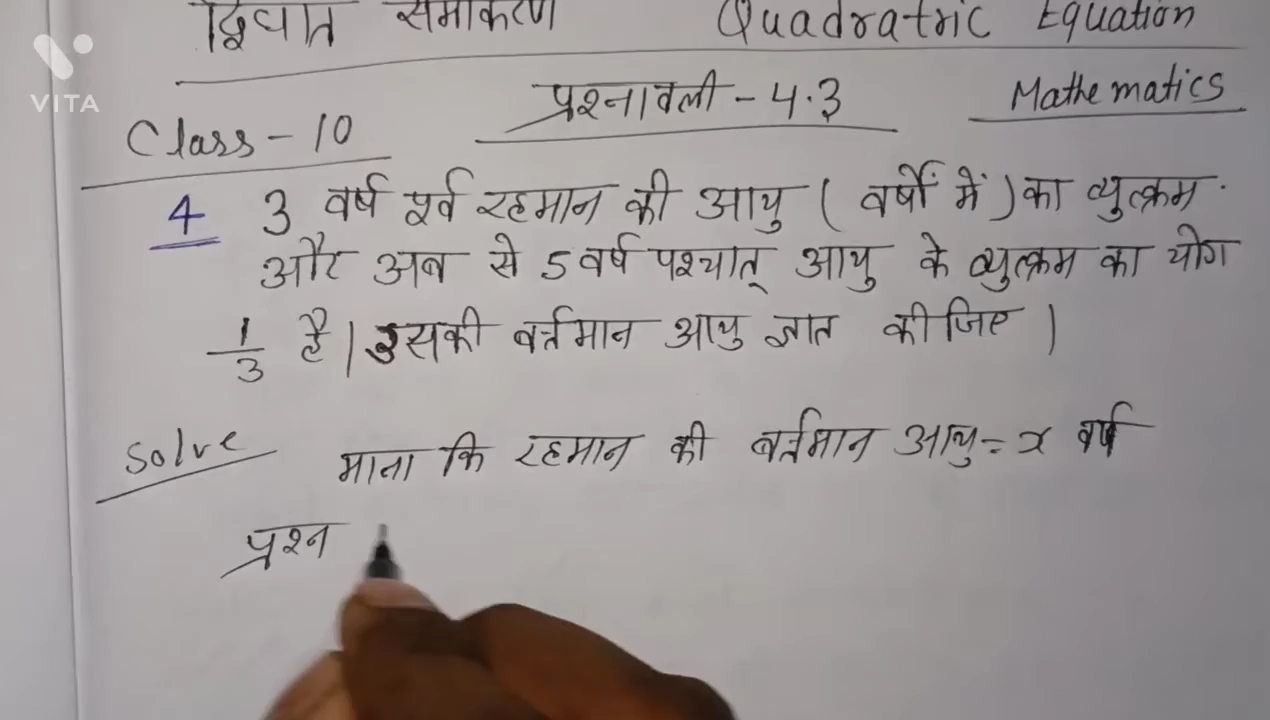 द्विघात समीकरण Quadratric Equation
VITA
प्रश्नावली - 4.3 Mathematics
Class - 10
4 3 वर्ष पूर्व रहमान की आयु ( वर्षों में ) का व्युत्क्रम
और अब से 5 वर्ष पश्चात् आयु के व्युत्क्रम का योग
1/3 है | इसकी वर्तमान आयु ज्ञात कीजिए |
Solve माना कि रहमान की वर्तमान आयु = x वर्ष
प्रश्न